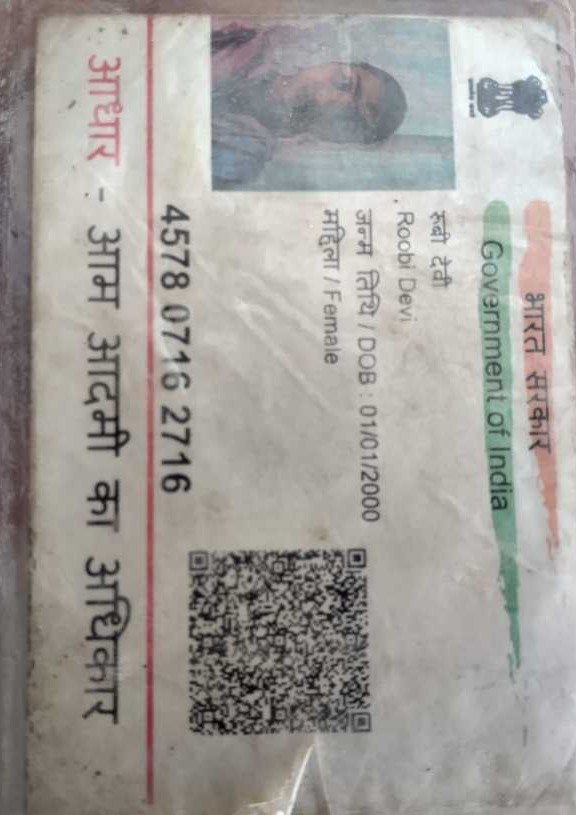 भारत सरकार
Government of India
रूबी देवी
Roobi Devi
जन्म तिथि / DOB : 01/01/2000
महिला / Female
4578 0716 2716
आधार - आम आदमी का अधिकार